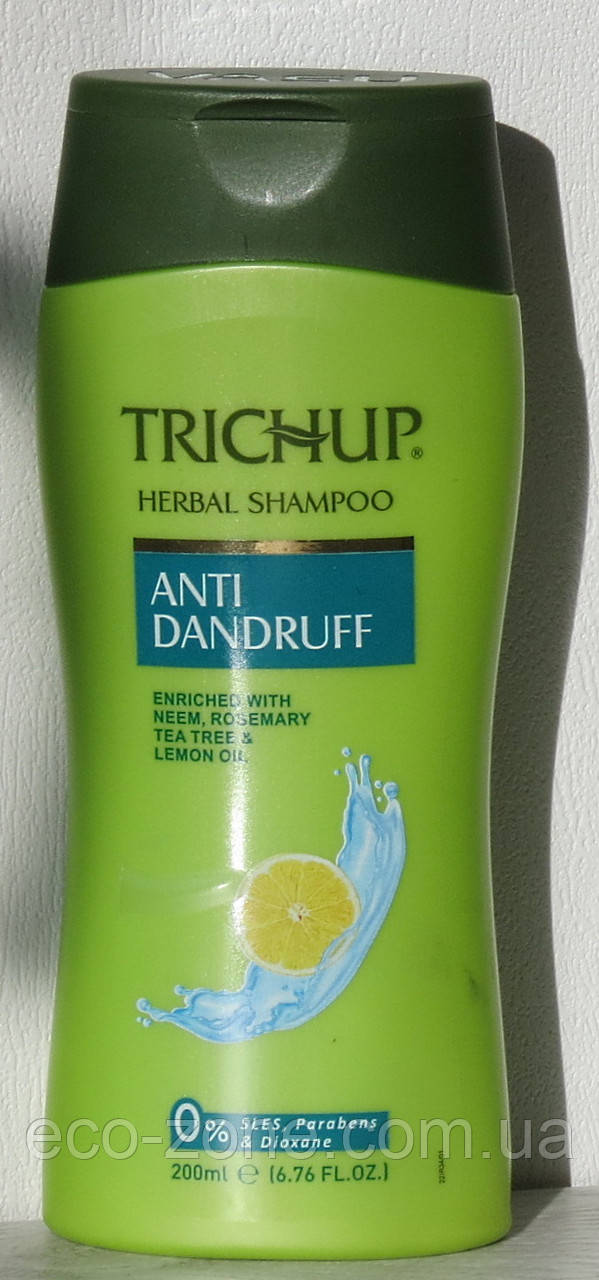 VASU
TRICHUP®
HERBAL SHAMPOO
ANTI
DANDRUFF
ENRICHED WITH
NEEM, ROSEMARY
TEA TREE &
LEMON OIL
0% SLES, Parabens
& Dioxane
200ml ℮ (6.76 FL.OZ.)
eco-zone.com.ua